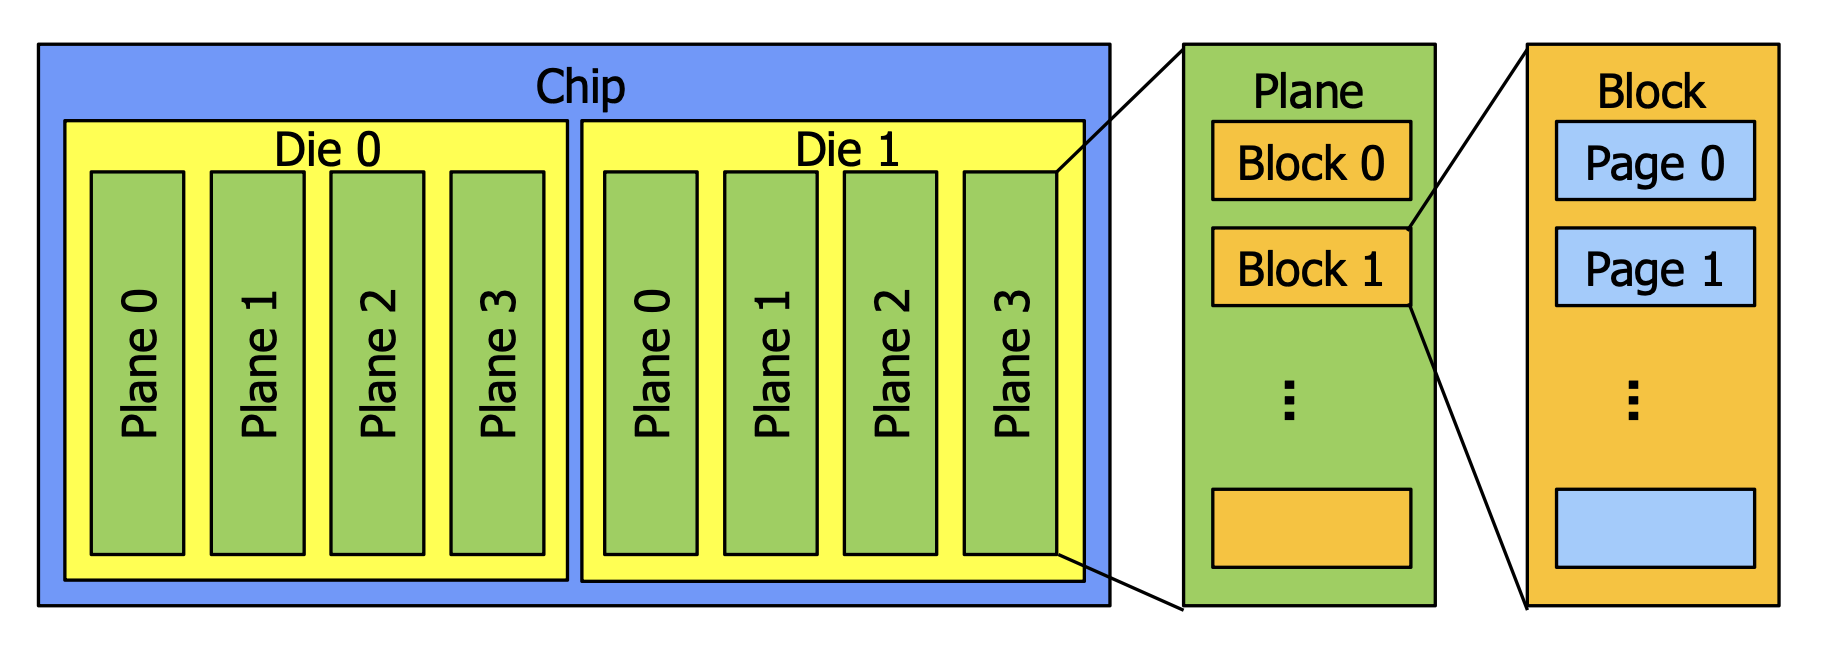 Chip
Die 0
Plane 0
Plane 1
Plane 2
Plane 3
Die 1
Plane 0
Plane 1
Plane 2
Plane 3
Plane
Block 0
Block 1
...
Block
Page 0
Page 1
...